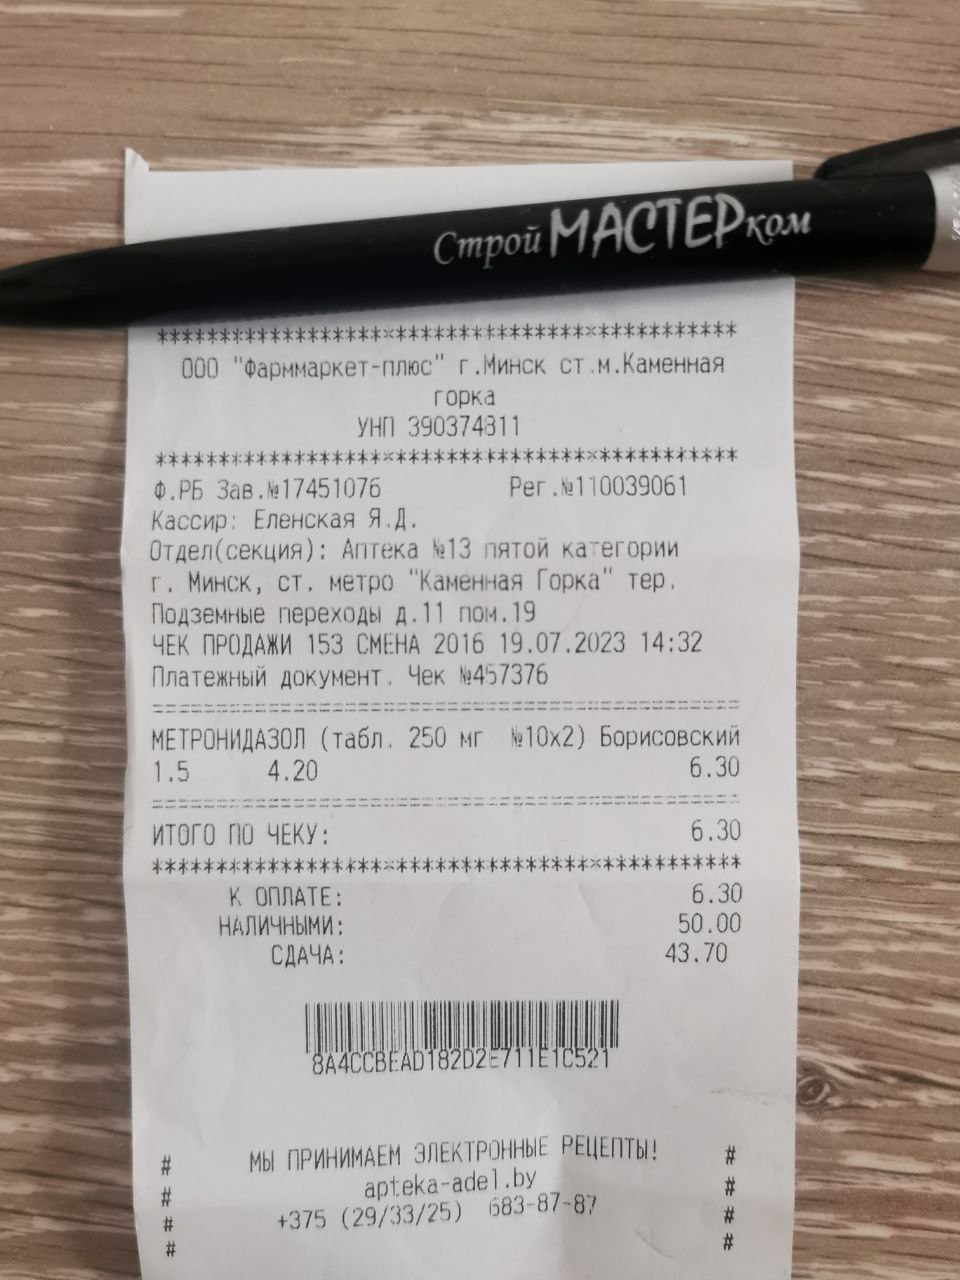 Строй МАСТЕР ком
******************************************
ООО "Фарммаркет-плюс" г.Минск ст.м.Каменная
горка
УНП 390374811
******************************************
Ф.РБ Зав.№17451076 Рег.№110039061
Кассир: Еленская Я.Д.
Отдел(секция): Аптека №13 пятой категории
г. Минск, ст. метро "Каменная Горка" тер.
Подземные переходы д.11 пом.19
ЧЕК ПРОДАЖИ 153 СМЕНА 2016 19.07.2023 14:32
Платежный документ. Чек №457376
МЕТРОНИДАЗОЛ (табл. 250 мг №10x2) Борисовский
1.5 4.20 6.30
ИТОГО ПО ЧЕКУ: 6.30
******************************************
К ОПЛАТЕ: 6.30
НАЛИЧНЫМИ: 50.00
СДАЧА: 43.70
8A4CCBEAD182D2E711E1C521
# МЫ ПРИНИМАЕМ ЭЛЕКТРОННЫЕ РЕЦЕПТЫ! #
# apteka-adel.by #
# +375 (29/33/25) 683-87-87 #
# #